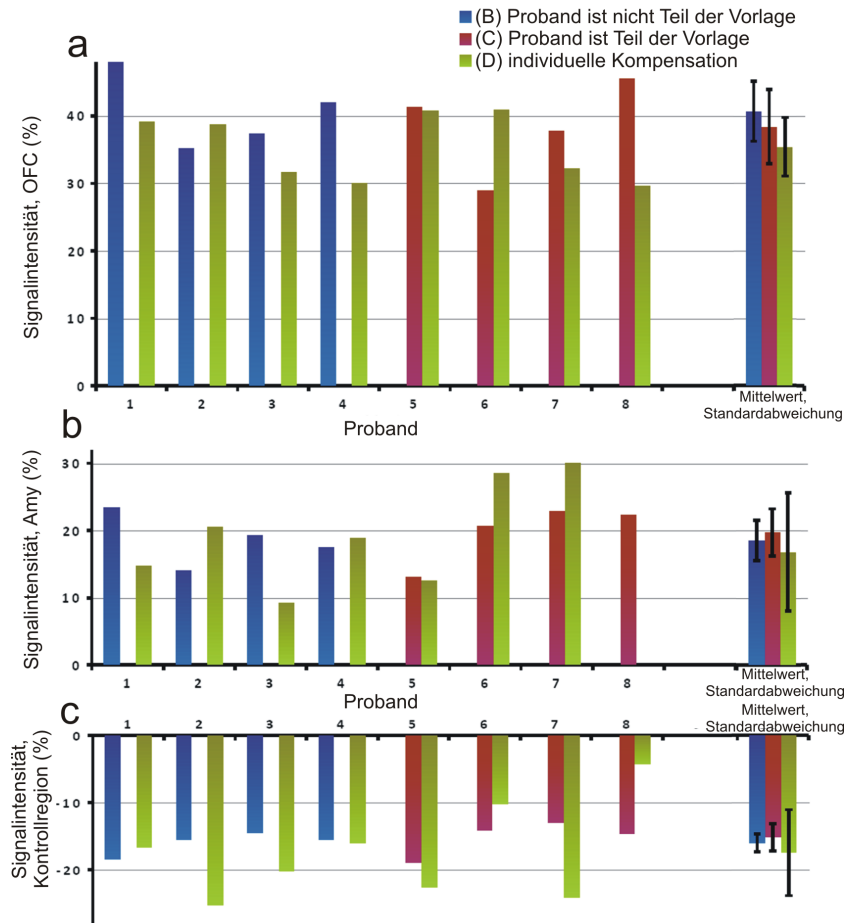 (B) Proband ist nicht Teil der Vorlage
(C) Proband ist Teil der Vorlage
(D) individuelle Kompensation
a
Signalintensität, OFC (%)
40
30
20
10
0
1 2 3 4 5 6 7 8
Mittelwert,
Standardabweichung
Proband
b
Signalintensität, Amy (%)
30
20
10
0
1 2 3 4 5 6 7 8
Mittelwert,
Standardabweichung
Proband
c
Signalintensität,
Kontrollregion (%)
1 2 3 4 5 6 7 8
Mittelwert,
Standardabweichung
0
-10
-20